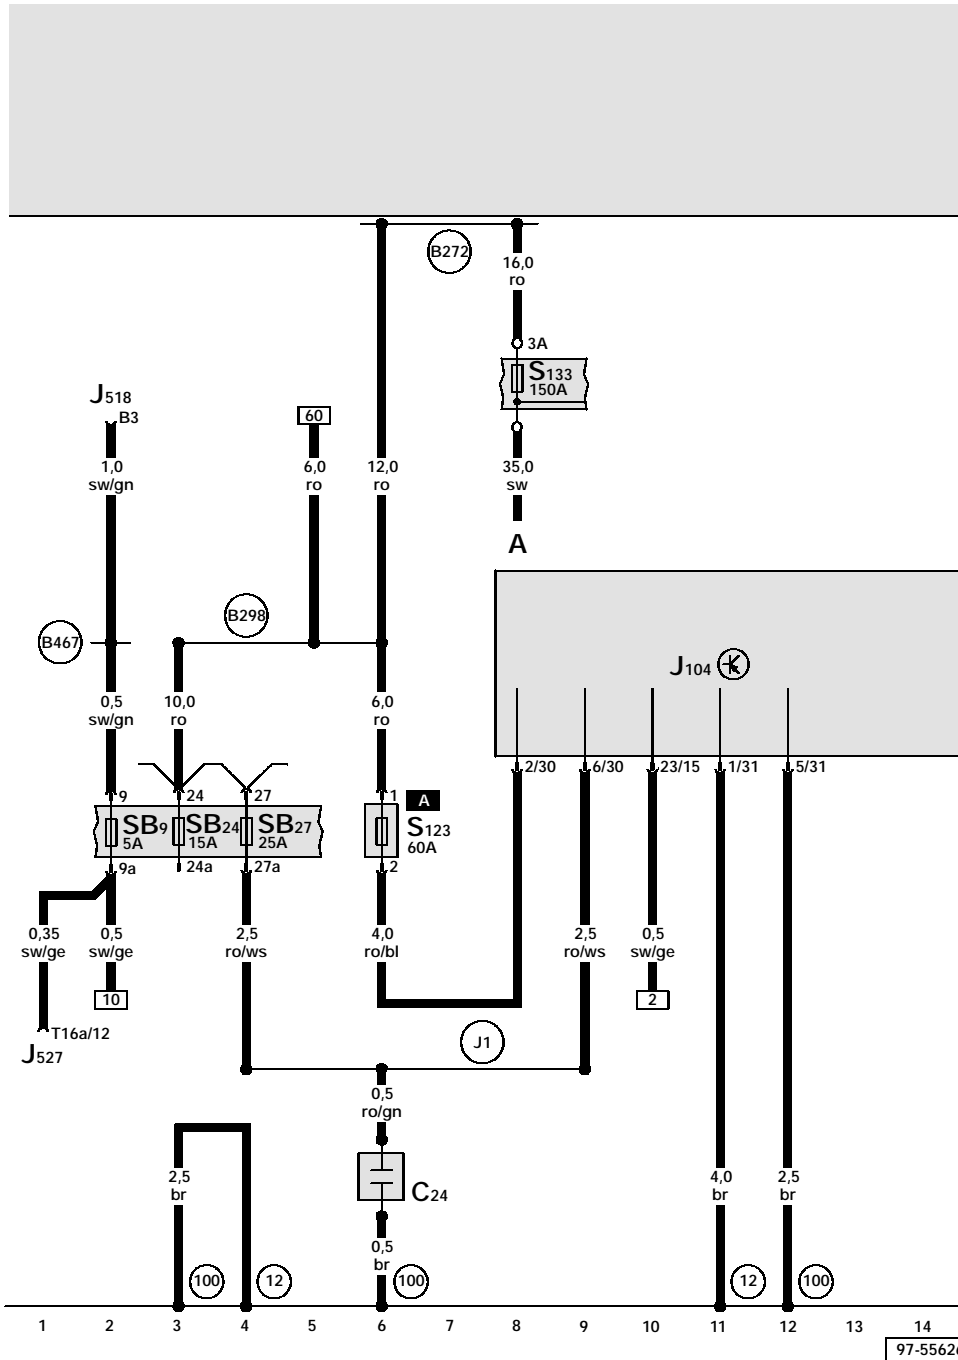 B272
16,0
ro
3A
S133
150A
J518
B3
60
1,0
sw/gn
6,0
ro
12,0
ro
35,0
sw
A
B298
B467
J104
0,5
sw/gn
10,0
ro
6,0
ro
2/30
6/30
23/15
1/31
5/31
9
24
27
1
A
SB9
5A
SB24
15A
SB27
25A
S123
60A
9a
24a
27a
2
0,35
sw/ge
0,5
sw/ge
2,5
ro/ws
4,0
ro/bl
2,5
ro/ws
0,5
sw/ge
10
2
T16a/12
J527
J1
0,5
ro/gn
2,5
br
C24
4,0
br
2,5
br
0,5
br
100
12
100
12
100
1 2 3 4 5 6 7 8 9 10 11 12 13 14
97-5562